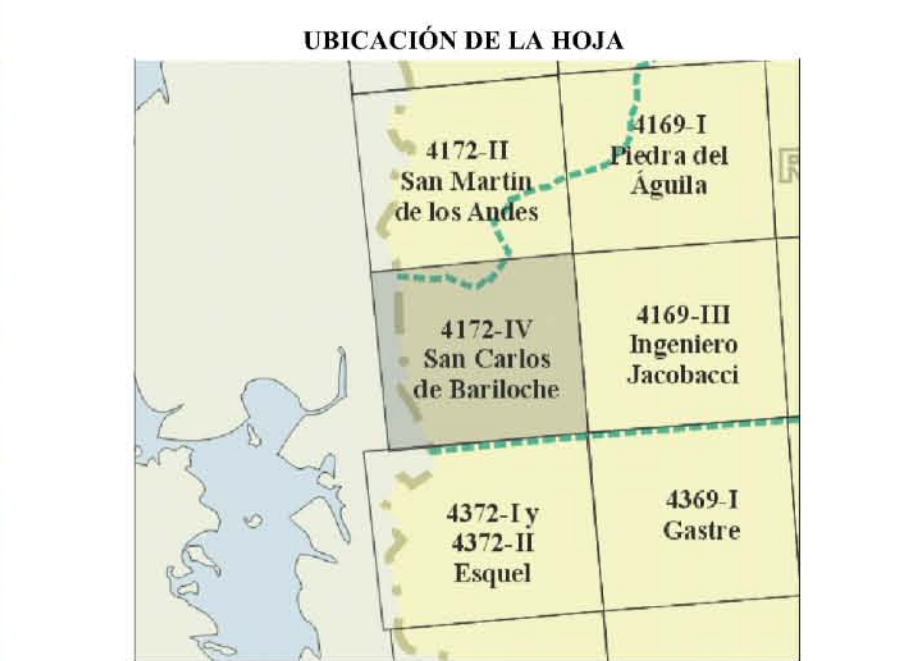 UBICACIÓN DE LA HOJA
4172-II
San Martín
de los Andes
4169-I
Piedra del
Águila
4172-IV
San Carlos
de Bariloche
4169-III
Ingeniero
Jacobacci
4372-I y
4372-II
Esquel
4369-I
Gastre